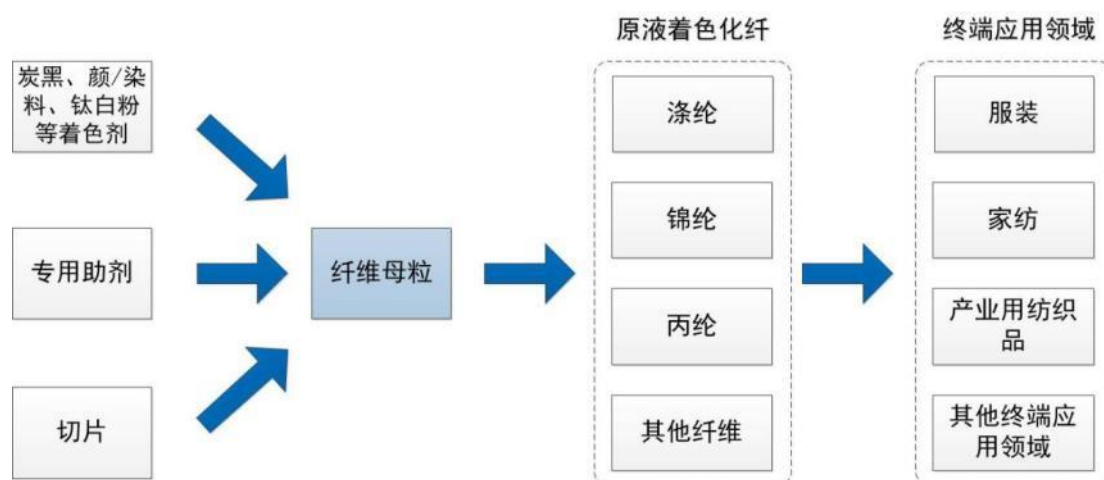 原液着色化纤
终端应用领域
炭黑、颜/染
料、钛白粉
等着色剂
专用助剂
切片
纤维母粒
涤纶
锦纶
丙纶
其他纤维
服装
家纺
产业用纺织
品
其他终端应
用领域